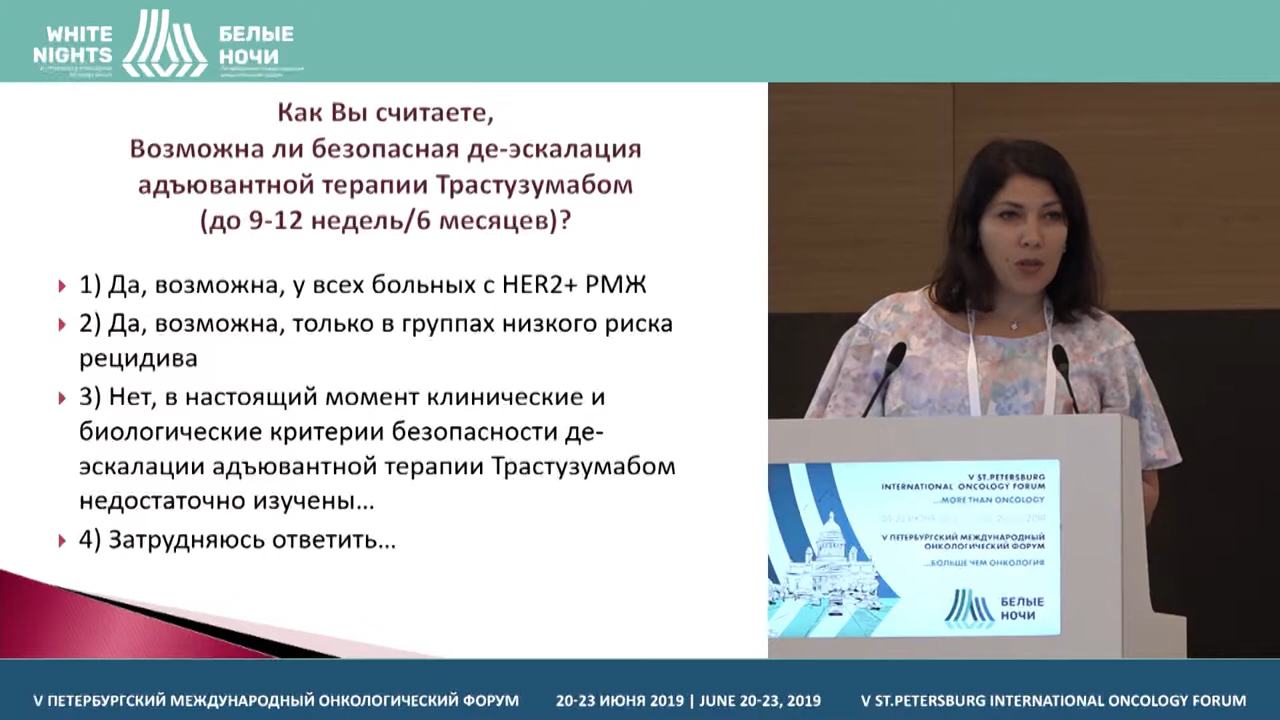 WHITE
NIGHTS
БЕЛЫЕ
НОЧИ
Как Вы считаете,
Возможна ли безопасная де-эскалация
адъювантной терапии Трастузумабом
(до 9-12 недель/6 месяцев)?
1) Да, возможна, у всех больных с HER2+ РМЖ
2) Да, возможна, только в группах низкого риска
рецидива
3) Нет, в настоящий момент клинические и
биологические критерии безопасности де-
эскалации адъювантной терапии Трастузумабом
недостаточно изучены...
4) Затрудняюсь ответить...
V ST.PETERSBURG
INTERNATIONAL ONCOLOGY FORUM
...MORE THAN ONCOLOGY
V ПЕТЕРБУРГСКИЙ МЕЖДУНАРОДНЫЙ
ОНКОЛОГИЧЕСКИЙ ФОРУМ
...БОЛЬШЕ ЧЕМ ОНКОЛОГИЯ
БЕЛЫЕ
НОЧИ
V ПЕТЕРБУРГСКИЙ МЕЖДУНАРОДНЫЙ ОНКОЛОГИЧЕСКИЙ ФОРУМ
20-23 ИЮНЯ 2019 | JUNE 20-23, 2019
V ST.PETERSBURG INTERNATIONAL ONCOLOGY FORUM